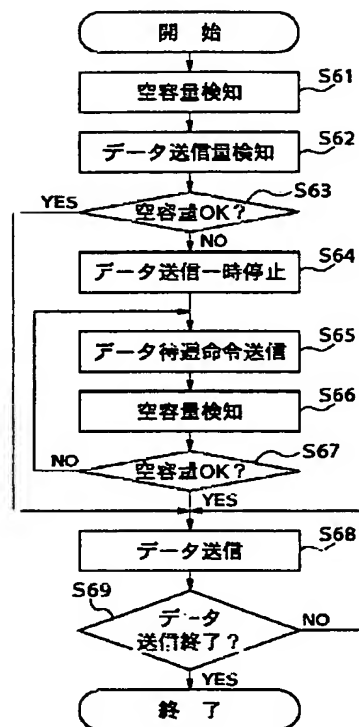 開始
S61
空容量検知
S62
データ送信量検知
S63
YES
空容量OK?
NO
S64
データ送信一時停止
S65
データ待避命令送信
S66
空容量検知
S67
NO
空容量OK?
YES
S68
データ送信
S69
データ
送信終了?
NO
YES
終了